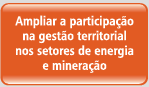 Ampliar a participação
na gestão territorial
nos setores de energia
e mineração